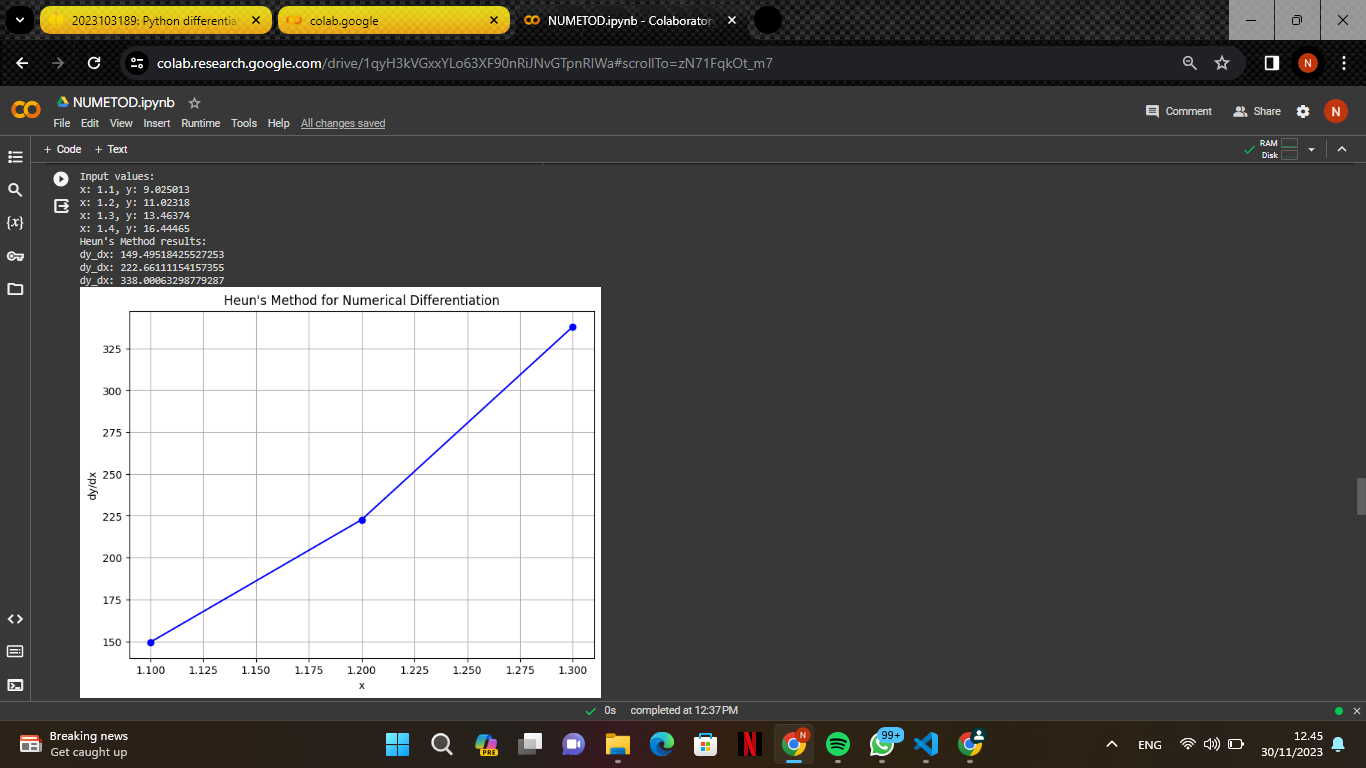 2023103189: Python differentia
colab.google
NUMETOD.ipynb - Colaborator
colab.research.google.com/drive/1qyH3kVGxxYLo63XF90nRiJNvGTpnRIWa#scrollTo=zN71FqkOt_m7
N
NUMETOD.ipynb
File Edit View Insert Runtime Tools Help All changes saved
Comment Share N
+ Code + Text
RAM
Disk
Input values:
x: 1.1, y: 9.025013
x: 1.2, y: 11.02318
x: 1.3, y: 13.46374
x: 1.4, y: 16.44465
Heun's Method results:
dy_dx: 149.49518425527253
dy_dx: 222.66111154157355
dy_dx: 338.00063298779287
Heun's Method for Numerical Differentiation
325
300
275
250
225
200
175
150
dy/dx
1.100 1.125 1.150 1.175 1.200 1.225 1.250 1.275 1.300
x
0s completed at 12:37 PM
Breaking news
Get caught up
PRE
N
N
99+
ENG
12.45
30/11/2023